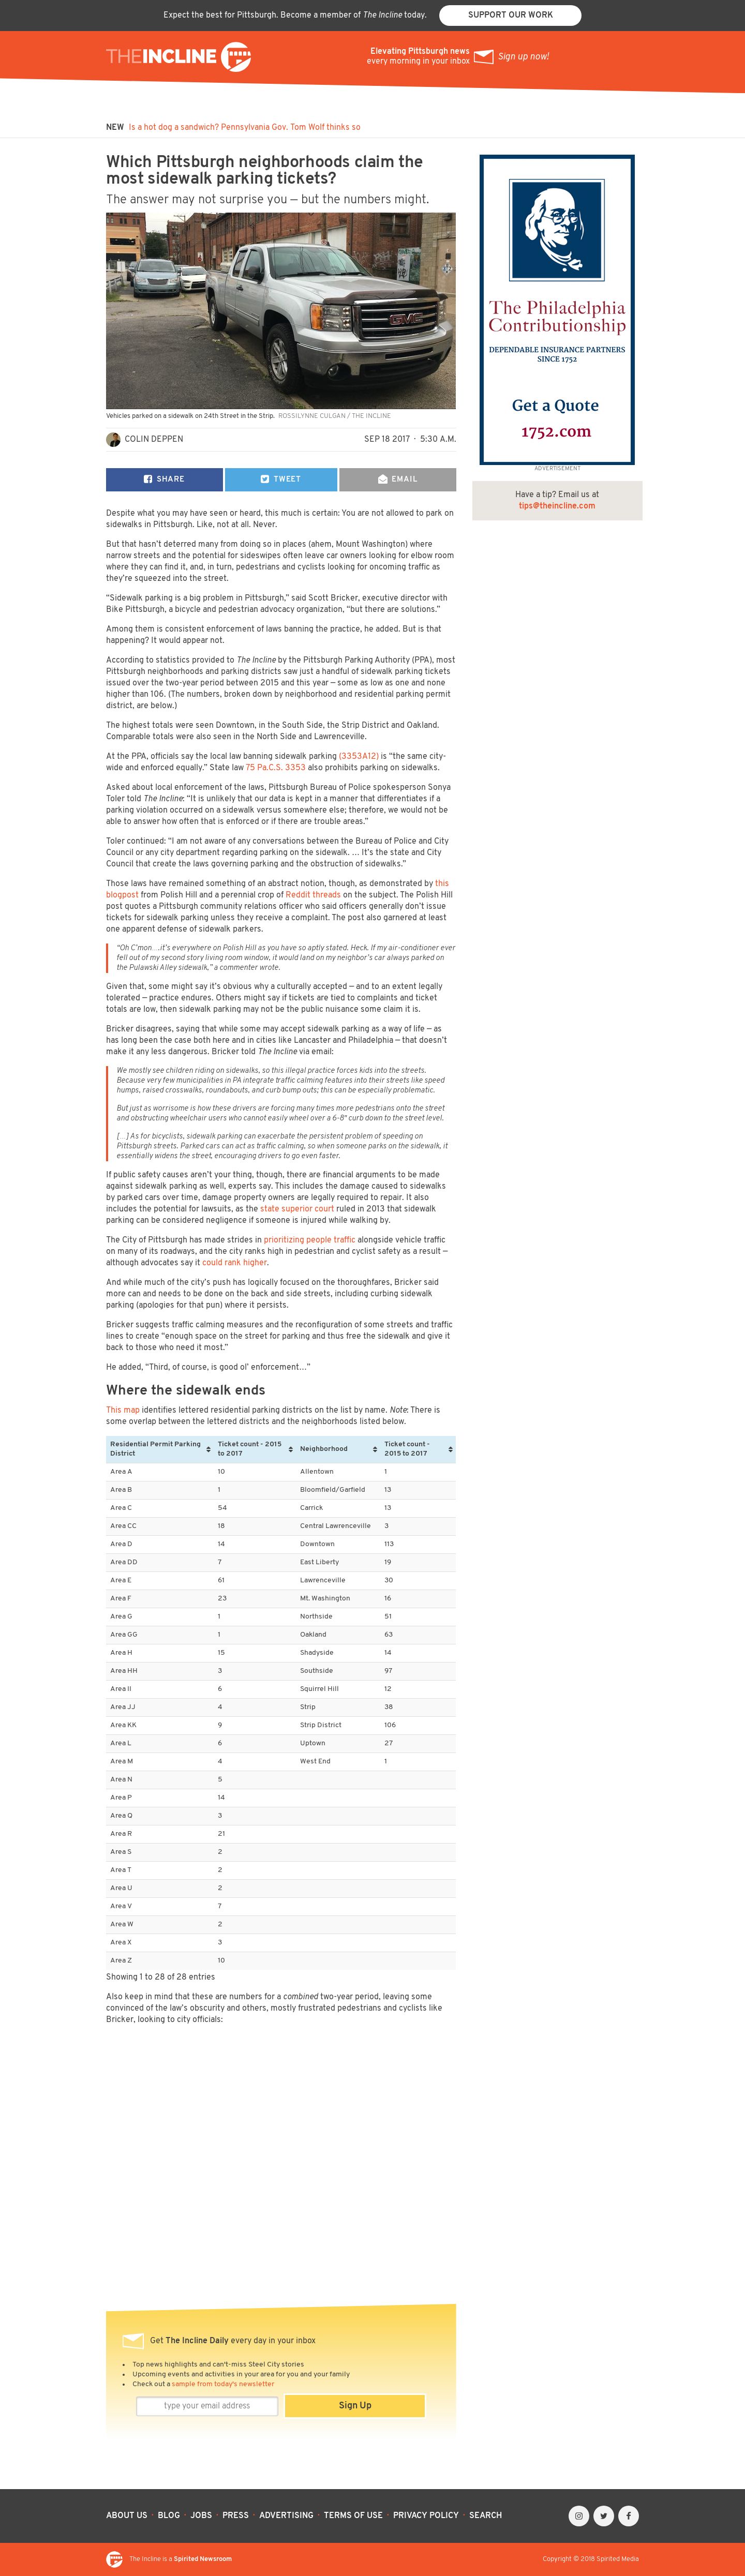 Expect the best for Pittsburgh. Become a member of The Incline today.
SUPPORT OUR WORK
THEINCLINE
Elevating Pittsburgh news
every morning in your inbox
Sign up now!
NEW Is a hot dog a sandwich? Pennsylvania Gov. Tom Wolf thinks so
Which Pittsburgh neighborhoods claim the
most sidewalk parking tickets?
The answer may not surprise you — but the numbers might.
GMC
Vehicles parked on a sidewalk on 24th Street in the Strip. ROSSILYNNE CULGAN / THE INCLINE
COLIN DEPPEN
SEP 18 2017 · 5:30 A.M.
SHARE
TWEET
EMAIL
Despite what you may have seen or heard, this much is certain: You are not allowed to park on
sidewalks in Pittsburgh. Like, not at all. Never.
But that hasn’t deterred many from doing so in places (ahem, Mount Washington) where
narrow streets and the potential for sideswipes often leave car owners looking for elbow room
where they can find it, and, in turn, pedestrians and cyclists looking for oncoming traffic as
they’re squeezed into the street.
“Sidewalk parking is a big problem in Pittsburgh,” said Scott Bricker, executive director with
Bike Pittsburgh, a bicycle and pedestrian advocacy organization, “but there are solutions.”
Among them is consistent enforcement of laws banning the practice, he added. But is that
happening? It would appear not.
According to statistics provided to The Incline by the Pittsburgh Parking Authority (PPA), most
Pittsburgh neighborhoods and parking districts saw just a handful of sidewalk parking tickets
issued over the two-year period between 2015 and this year — some as low as one and none
higher than 106. (The numbers, broken down by neighborhood and residential parking permit
district, are below.)
The highest totals were seen Downtown, in the South Side, the Strip District and Oakland.
Comparable totals were also seen in the North Side and Lawrenceville.
At the PPA, officials say the local law banning sidewalk parking (3353A12) is “the same city-
wide and enforced equally.” State law 75 Pa.C.S. 3353 also prohibits parking on sidewalks.
Asked about local enforcement of the laws, Pittsburgh Bureau of Police spokesperson Sonya
Toler told The Incline: “It is unlikely that our data is kept in a manner that differentiates if a
parking violation occurred on a sidewalk versus somewhere else; therefore, we would not be
able to answer how often that is enforced or if there are trouble areas.”
Toler continued: “I am not aware of any conversations between the Bureau of Police and City
Council or any city department regarding parking on the sidewalk. … It’s the state and City
Council that create the laws governing parking and the obstruction of sidewalks.”
Those laws have remained something of an abstract notion, though, as demonstrated by this
blogpost from Polish Hill and a perennial crop of Reddit threads on the subject. The Polish Hill
post quotes a Pittsburgh community relations officer who said officers generally don’t issue
tickets for sidewalk parking unless they receive a complaint. The post also garnered at least
one apparent defense of sidewalk parkers.
“Oh C’mon….it’s everywhere on Polish Hill as you have so aptly stated. Heck. If my air-conditioner ever
fell out of my second story living room window, it would land on my neighbor’s car always parked on
the Pulawski Alley sidewalk,” a commenter wrote.
Given that, some might say it’s obvious why a culturally accepted — and to an extent legally
tolerated — practice endures. Others might say if tickets are tied to complaints and ticket
totals are low, then sidewalk parking may not be the public nuisance some claim it is.
Bricker disagrees, saying that while some may accept sidewalk parking as a way of life — as
has long been the case both here and in cities like Lancaster and Philadelphia — that doesn’t
make it any less dangerous. Bricker told The Incline via email:
We mostly see children riding on sidewalks, so this illegal practice forces kids into the streets.
Because very few municipalities in PA integrate traffic calming features into their streets like speed
humps, raised crosswalks, roundabouts, and curb bump outs; this can be especially problematic.
But just as worrisome is how these drivers are forcing many times more pedestrians onto the street
and obstructing wheelchair users who cannot easily wheel over a 6-8″ curb down to the street level.
[…] As for bicyclists, sidewalk parking can exacerbate the persistent problem of speeding on
Pittsburgh streets. Parked cars can act as traffic calming, so when someone parks on the sidewalk, it
essentially widens the street, encouraging drivers to go even faster.
If public safety causes aren’t your thing, though, there are financial arguments to be made
against sidewalk parking as well, experts say. This includes the damage caused to sidewalks
by parked cars over time, damage property owners are legally required to repair. It also
includes the potential for lawsuits, as the state superior court ruled in 2013 that sidewalk
parking can be considered negligence if someone is injured while walking by.
The City of Pittsburgh has made strides in prioritizing people traffic alongside vehicle traffic
on many of its roadways, and the city ranks high in pedestrian and cyclist safety as a result —
although advocates say it could rank higher.
And while much of the city’s push has logically focused on the thoroughfares, Bricker said
more can and needs to be done on the back and side streets, including curbing sidewalk
parking (apologies for that pun) where it persists.
Bricker suggests traffic calming measures and the reconfiguration of some streets and traffic
lines to create “enough space on the street for parking and thus free the sidewalk and give it
back to those who need it most.”
He added, “Third, of course, is good ol’ enforcement…”
Where the sidewalk ends
This map identifies lettered residential parking districts on the list by name. Note: There is
some overlap between the lettered districts and the neighborhoods listed below.
Residential Permit Parking District | Ticket count - 2015 to 2017 | Neighborhood | Ticket count - 2015 to 2017
Area A 10 Allentown 1
Area B 1 Bloomfield/Garfield 13
Area C 54 Carrick 13
Area CC 18 Central Lawrenceville 3
Area D 14 Downtown 113
Area DD 7 East Liberty 19
Area E 61 Lawrenceville 30
Area F 23 Mt. Washington 16
Area G 1 Northside 51
Area GG 1 Oakland 63
Area H 15 Shadyside 14
Area HH 3 Southside 97
Area II 6 Squirrel Hill 12
Area JJ 4 Strip 38
Area KK 9 Strip District 106
Area L 6 Uptown 27
Area M 4 West End 1
Area N 5
Area P 14
Area Q 3
Area R 21
Area S 2
Area T 2
Area U 2
Area V 7
Area W 2
Area X 3
Area Z 10
Showing 1 to 28 of 28 entries
Also keep in mind that these are numbers for a combined two-year period, leaving some
convinced of the law’s obscurity and others, mostly frustrated pedestrians and cyclists like
Bricker, looking to city officials:
The Philadelphia
Contributionship
DEPENDABLE INSURANCE PARTNERS
SINCE 1752
Get a Quote
1752.com
ADVERTISEMENT
Have a tip? Email us at
tips@theincline.com
Get The Incline Daily every day in your inbox
• Top news highlights and can't-miss Steel City stories
• Upcoming events and activities in your area for you and your family
• Check out a sample from today's newsletter
type your email address
Sign Up
ABOUT US · BLOG · JOBS · PRESS · ADVERTISING · TERMS OF USE · PRIVACY POLICY · SEARCH
The Incline is a Spirited Newsroom
Copyright © 2018 Spirited Media